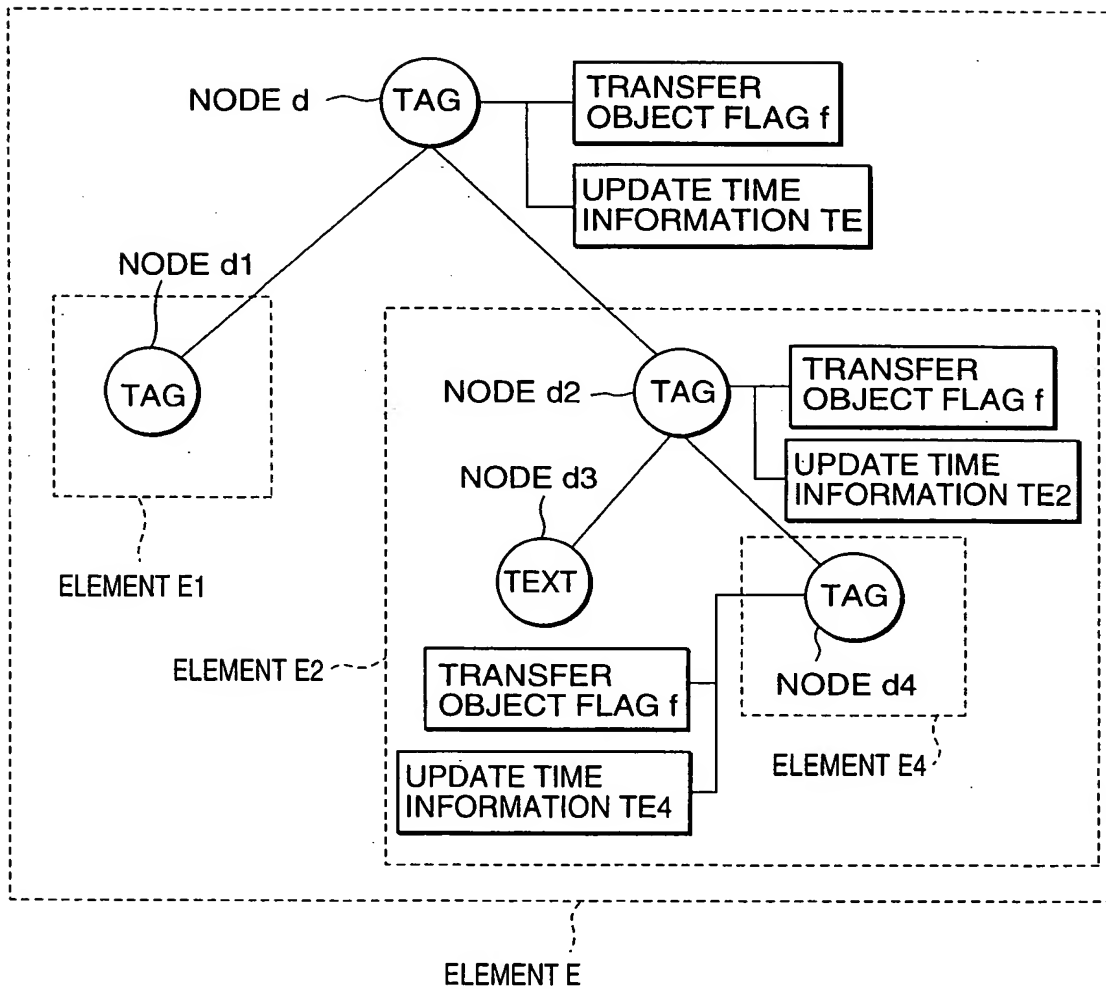 NODE d
TAG
TRANSFER
OBJECT FLAG f
UPDATE TIME
INFORMATION TE
NODE d1
TAG
ELEMENT E1
NODE d2
TAG
TRANSFER
OBJECT FLAG f
UPDATE TIME
INFORMATION TE2
NODE d3
TEXT
TAG
NODE d4
ELEMENT E2
TRANSFER
OBJECT FLAG f
UPDATE TIME
INFORMATION TE4
ELEMENT E4
ELEMENT E